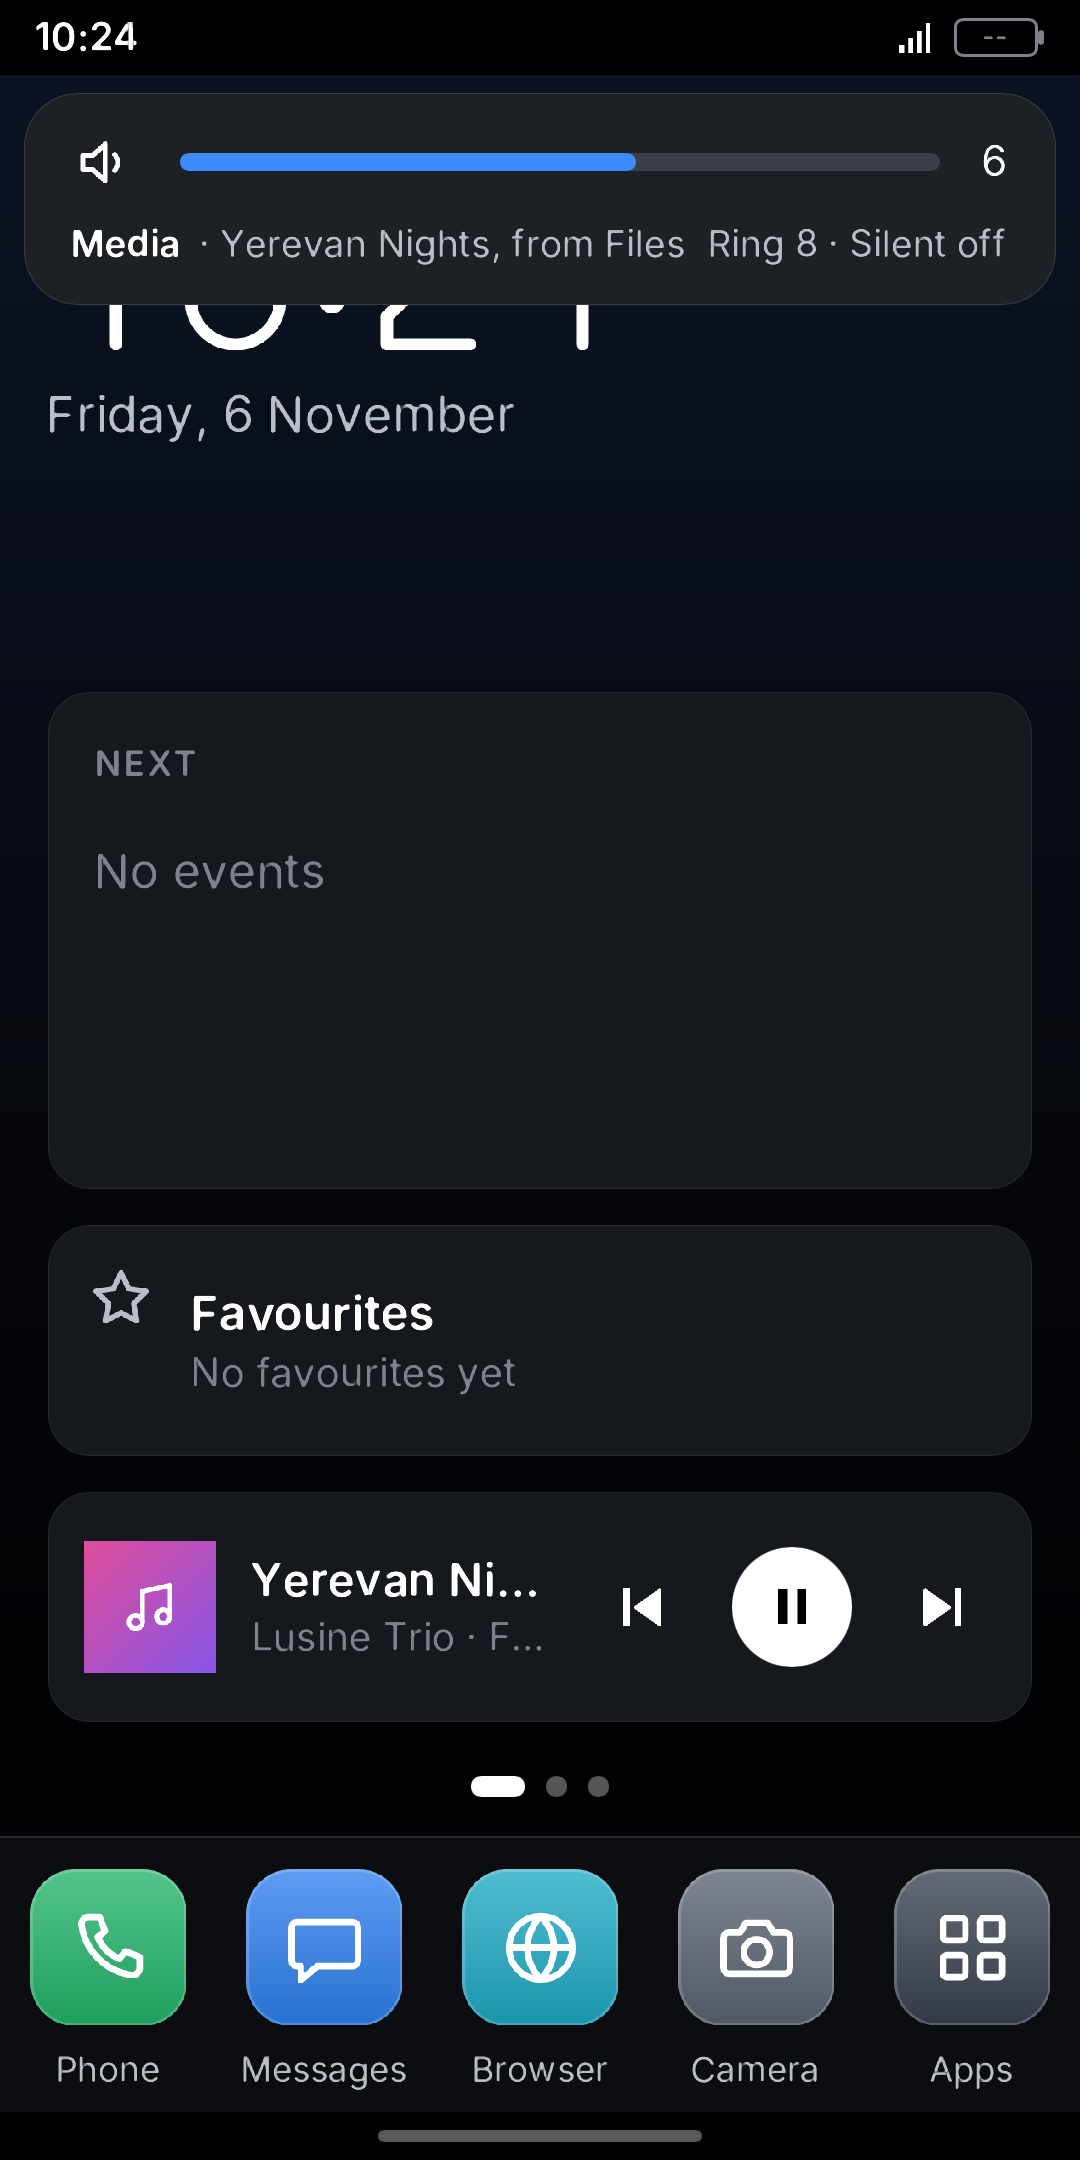 10:24
--
6
Media · Yerevan Nights, from Files Ring 8 · Silent off
Friday, 6 November
NEXT
No events
Favourites
No favourites yet
Yerevan Ni...
Lusine Trio · F...
Phone Messages Browser Camera Apps